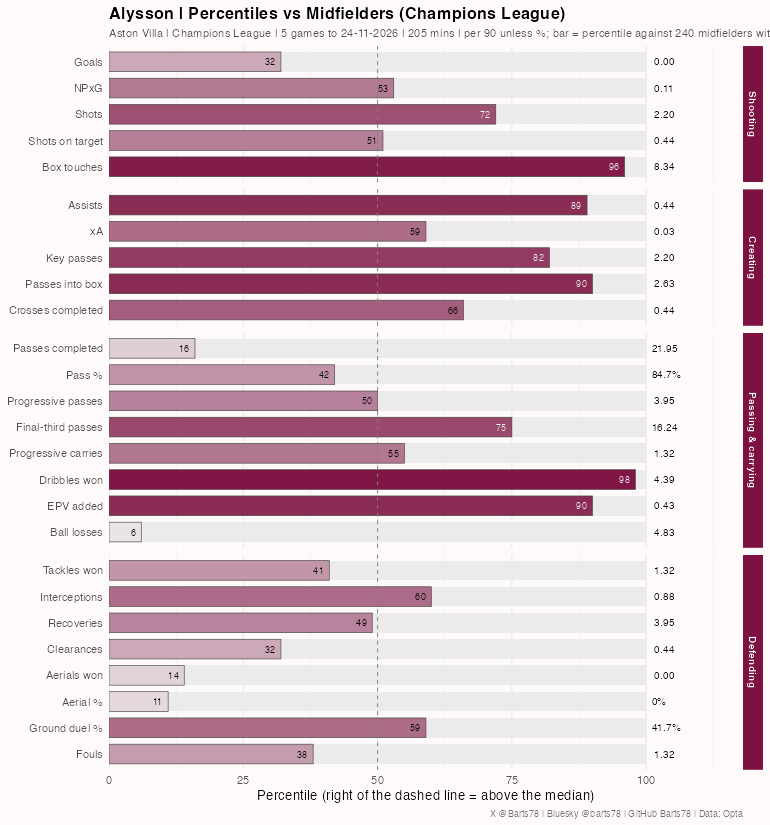 Alysson | Percentiles vs Midfielders (Champions League)
Aston Villa | Champions League | 5 games to 24-11-2026 | 205 mins | per 90 unless %; bar = percentile against 240 midfielders wit
Goals 32 0.00
NPxG 53 0.11
Shots 72 2.20
Shots on target 51 0.44
Box touches 96 8.34
Shooting
Assists 89 0.44
xA 59 0.03
Key passes 82 2.20
Passes into box 90 2.63
Crosses completed 66 0.44
Creating
Passes completed 16 21.95
Pass % 42 84.7%
Progressive passes 50 3.95
Final-third passes 75 16.24
Progressive carries 55 1.32
Dribbles won 98 4.39
EPV added 90 0.43
Ball losses 6 4.83
Passing & carrying
Tackles won 41 1.32
Interceptions 60 0.88
Recoveries 49 3.95
Clearances 32 0.44
Aerials won 14 0.00
Aerial % 11 0%
Ground duel % 59 41.7%
Fouls 38 1.32
Defending
0 25 50 75 100
Percentile (right of the dashed line = above the median)
X @Barts78 | Bluesky @barts78 | GitHub Barts78 | Data: Opta